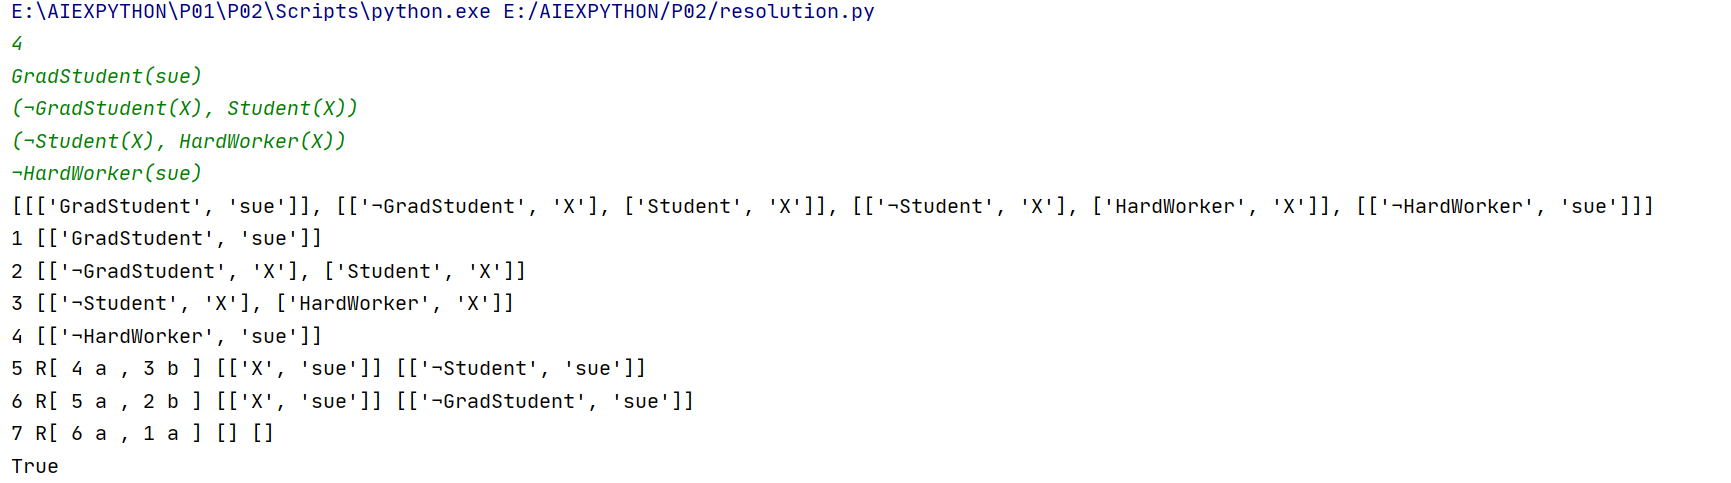 E:\AIEXPYTHON\P01\P02\Scripts\python.exe E:/AIEXPYTHON/P02/resolution.py
4
GradStudent(sue)
(¬GradStudent(X), Student(X))
(¬Student(X), HardWorker(X))
¬HardWorker(sue)
[[['GradStudent', 'sue']], [['¬GradStudent', 'X'], ['Student', 'X']], [['¬Student', 'X'], ['HardWorker', 'X']], [['¬HardWorker', 'sue']]]
1 [['GradStudent', 'sue']]
2 [['¬GradStudent', 'X'], ['Student', 'X']]
3 [['¬Student', 'X'], ['HardWorker', 'X']]
4 [['¬HardWorker', 'sue']]
5 R[ 4 a , 3 b ] [['X', 'sue']] [['¬Student', 'sue']]
6 R[ 5 a , 2 b ] [['X', 'sue']] [['¬GradStudent', 'sue']]
7 R[ 6 a , 1 a ] [] []
True